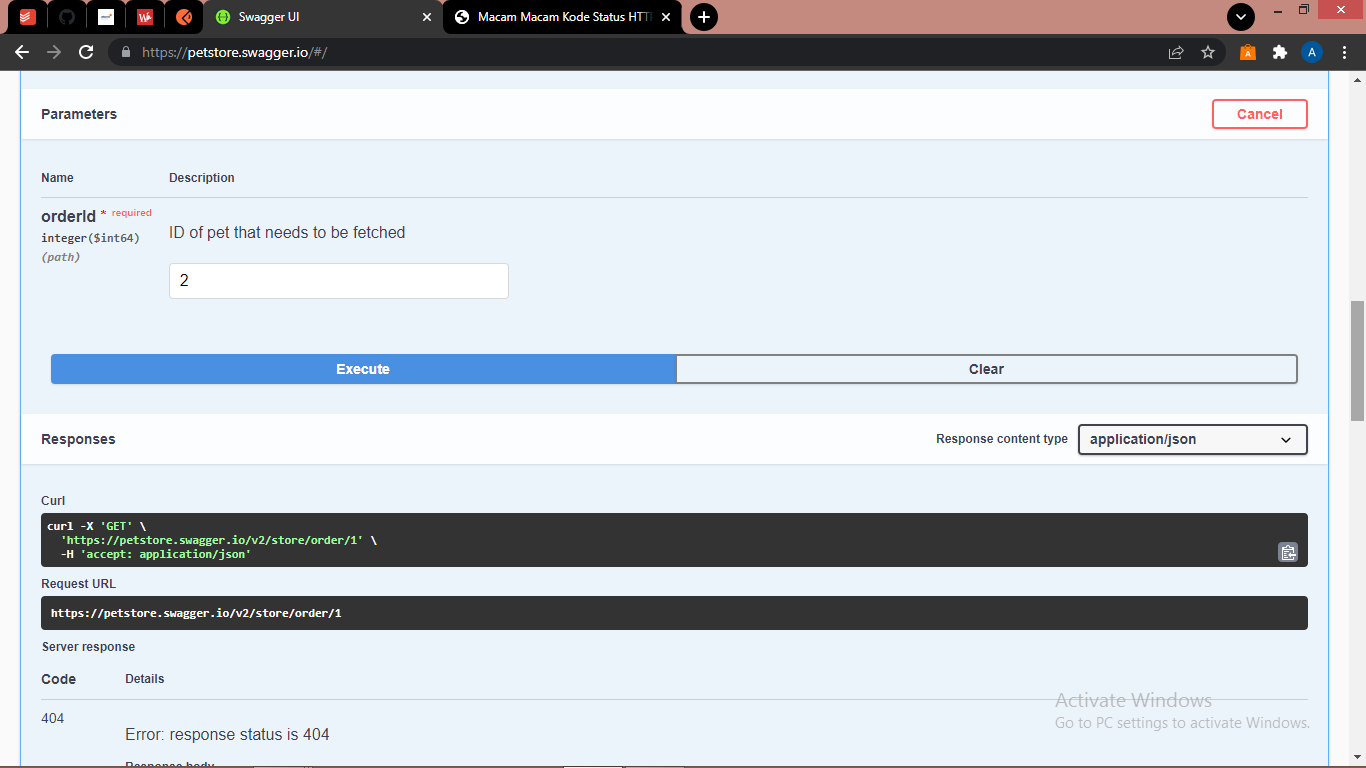 Swagger UI
Macam Macam Kode Status HTT
https://petstore.swagger.io/#/
A
A
Parameters
Cancel
Name
Description
orderId * required
integer($int64)
(path)
ID of pet that needs to be fetched
2
Execute
Clear
Responses
Response content type
application/json
Curl
curl -X 'GET' \
'https://petstore.swagger.io/v2/store/order/1' \
-H 'accept: application/json'
Request URL
https://petstore.swagger.io/v2/store/order/1
Server response
Code
Details
404
Error: response status is 404
Response body
Activate Windows
Go to PC settings to activate Windows.